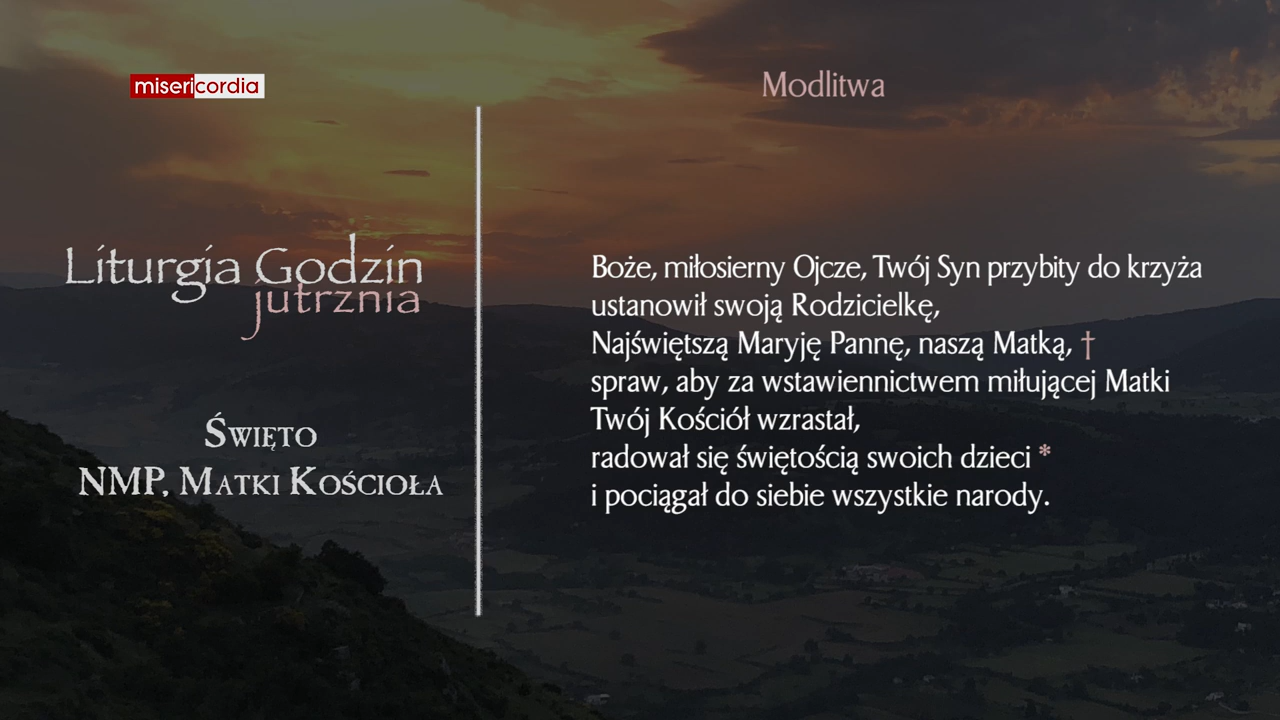 misericordia
Liturgia Godzin
jutrznia
Święto
NMP, Matki Kościoła
Modlitwa
Boże, miłosierny Ojcze, Twój Syn przybity do krzyża
ustanowił swoją Rodzicielkę,
Najświętszą Maryję Pannę, naszą Matką, †
spraw, aby za wstawiennictwem miłującej Matki
Twój Kościół wzrastał,
radował się świętością swoich dzieci *
i pociągał do siebie wszystkie narody.